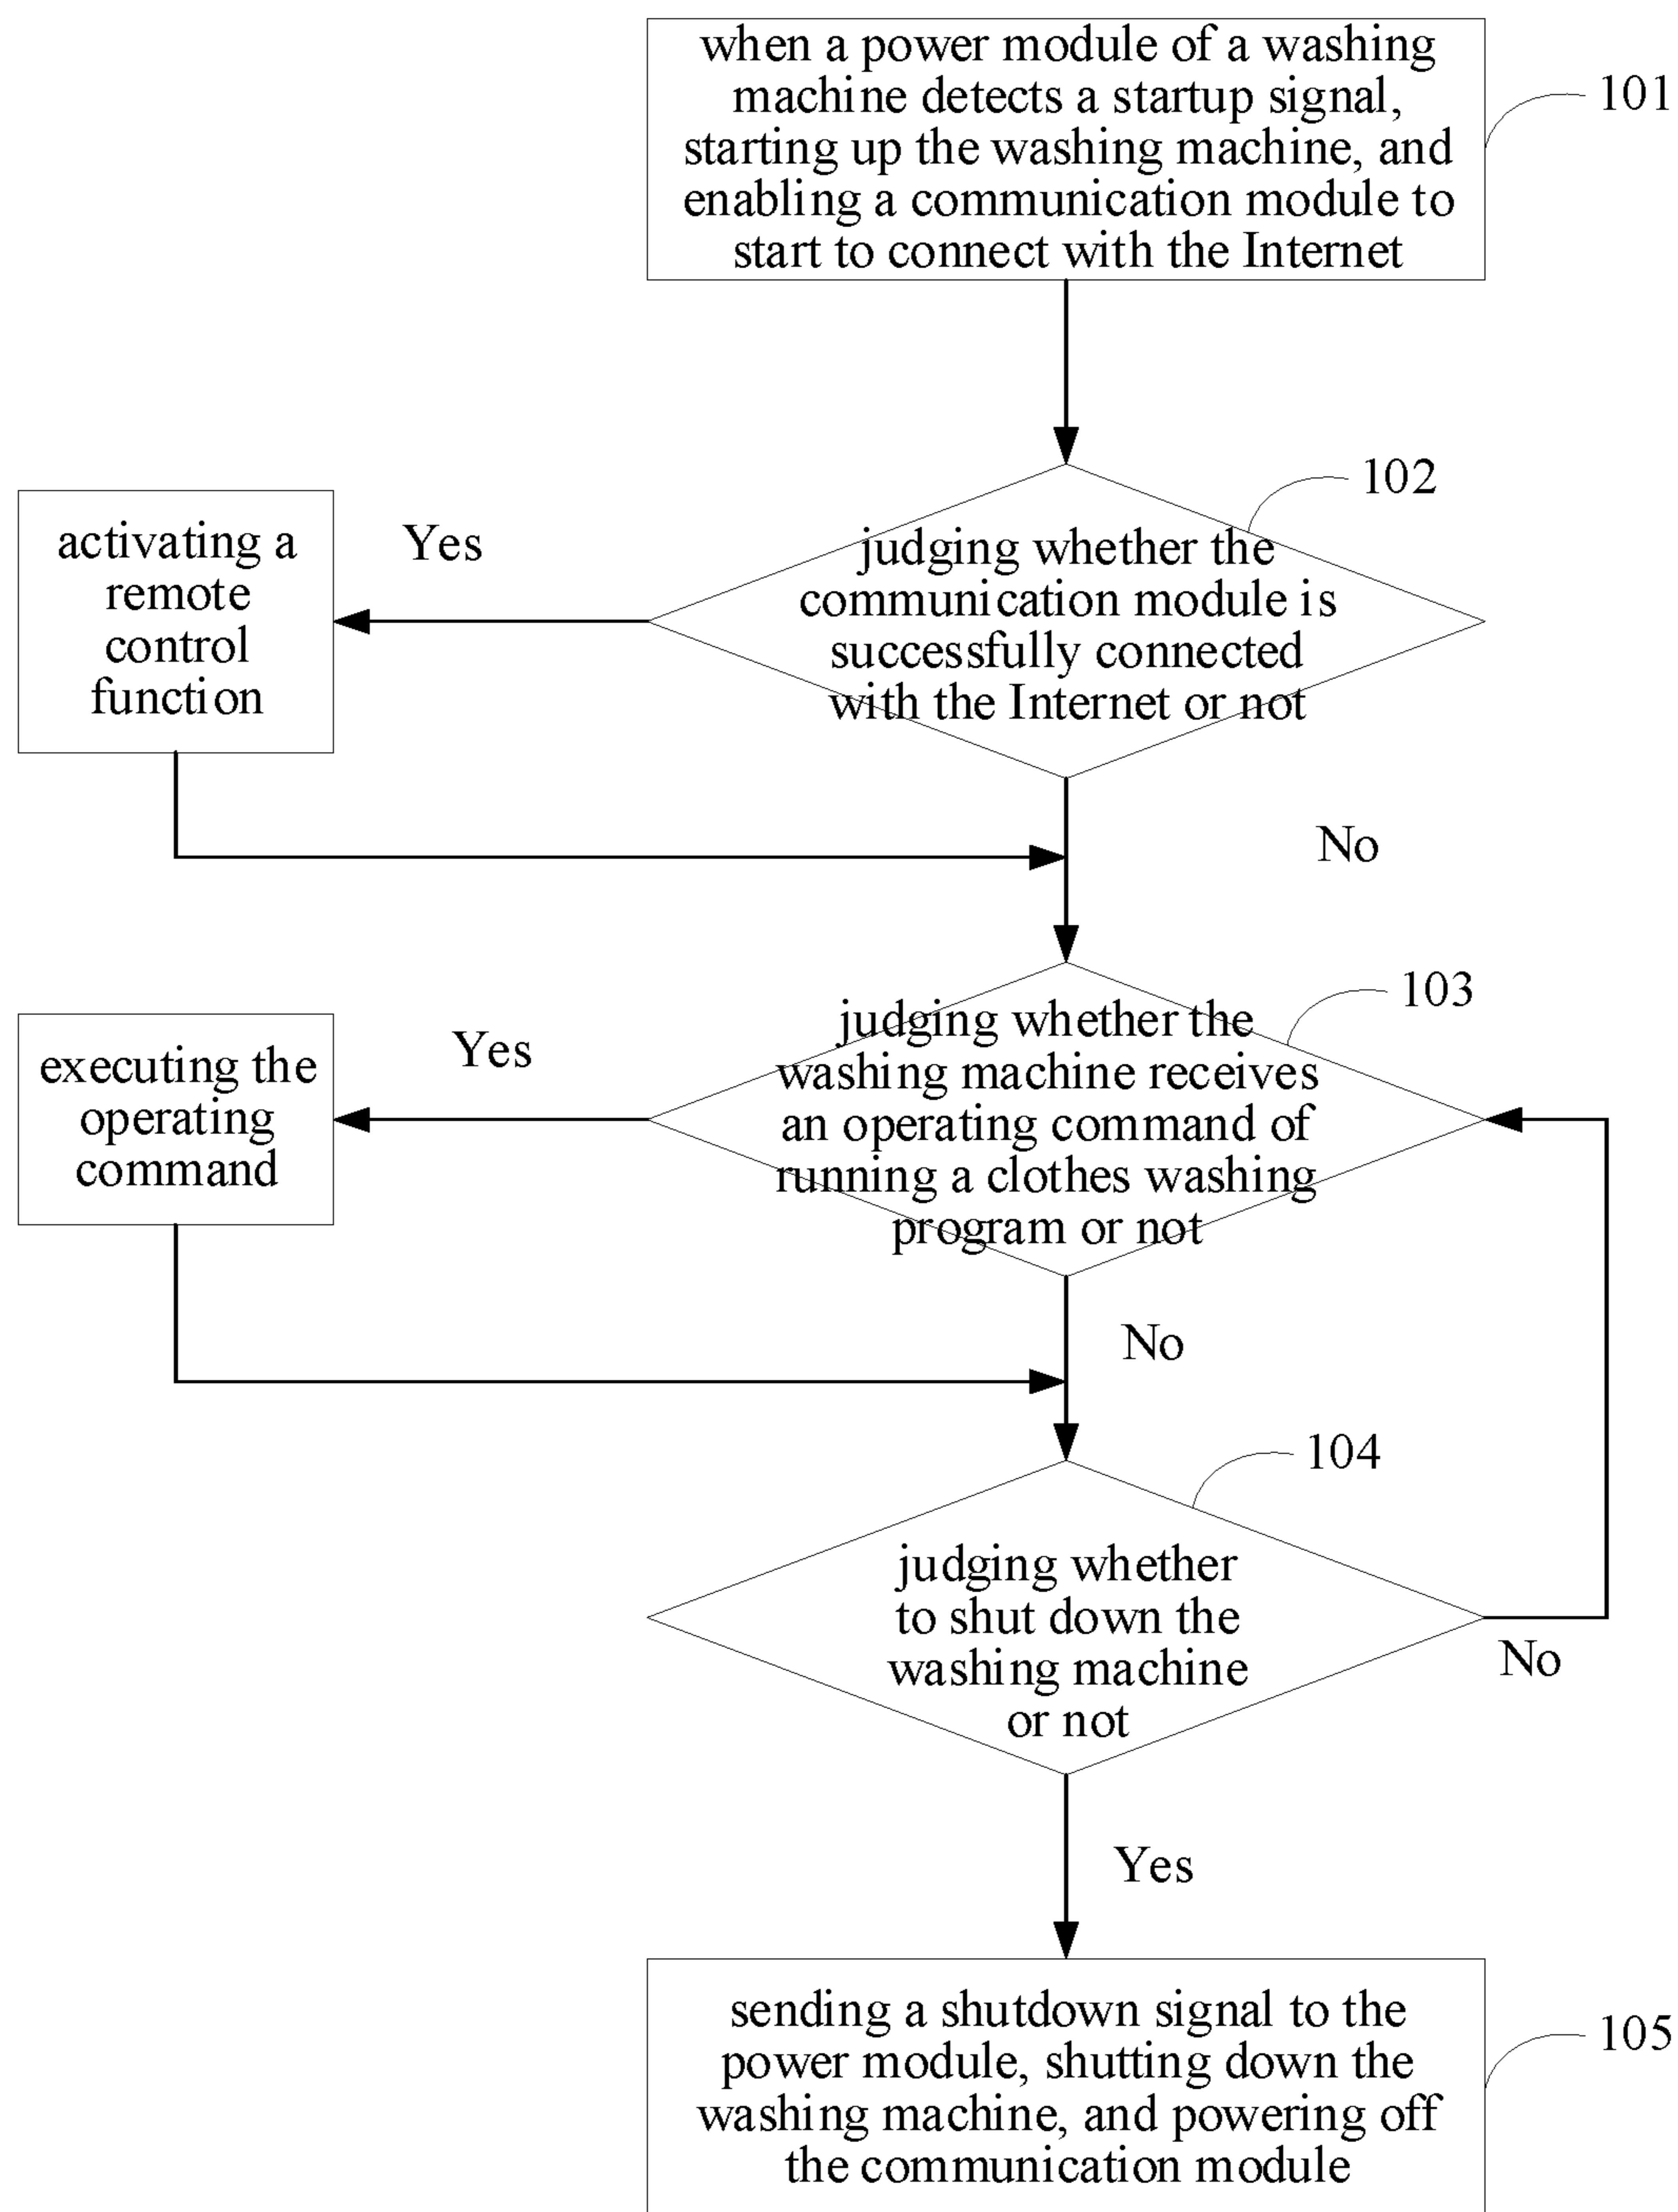 when a power module of a washing
machine detects a startup signal,
starting up the washing machine, and
enabling a communication module to
start to connect with the Internet
101
102
judging whether the
communication module is
successfully connected
with the Internet or not
Yes
activating a
remote
control
function
No
103
judging whether the
washing machine receives
an operating command of
running a clothes washing
program or not
Yes
executing the
operating
command
No
104
judging whether
to shut down the
washing machine
or not
No
Yes
sending a shutdown signal to the
power module, shutting down the
washing machine, and powering off
the communication module
105